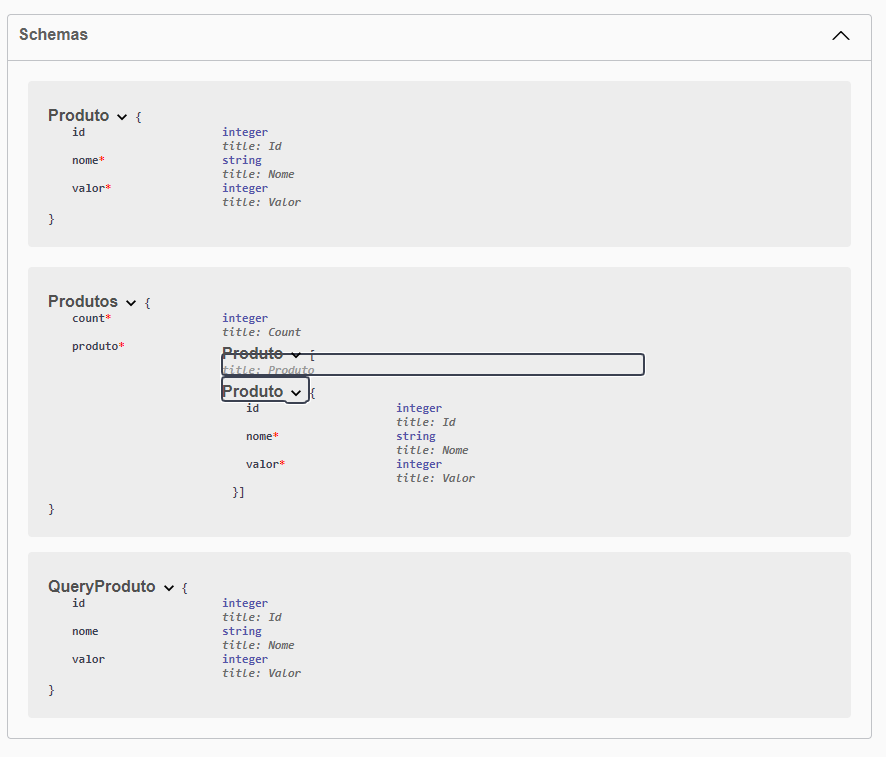 Schemas
Produto {
id integer
title: Id
nome* string
title: Nome
valor* integer
title: Valor
}
Produtos {
count* integer
title: Count
produto* Produto [
title: Produto
Produto {
id integer
title: Id
nome* string
title: Nome
valor* integer
title: Valor
}]
}
QueryProduto {
id integer
title: Id
nome string
title: Nome
valor integer
title: Valor
}